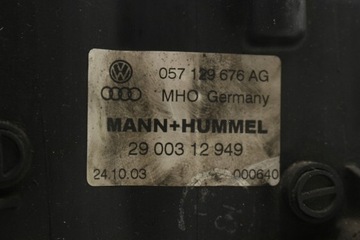 057 129 676 AG
MHO Germany
MANN+HUMMEL
29 003 12 949
24.10.03 000640